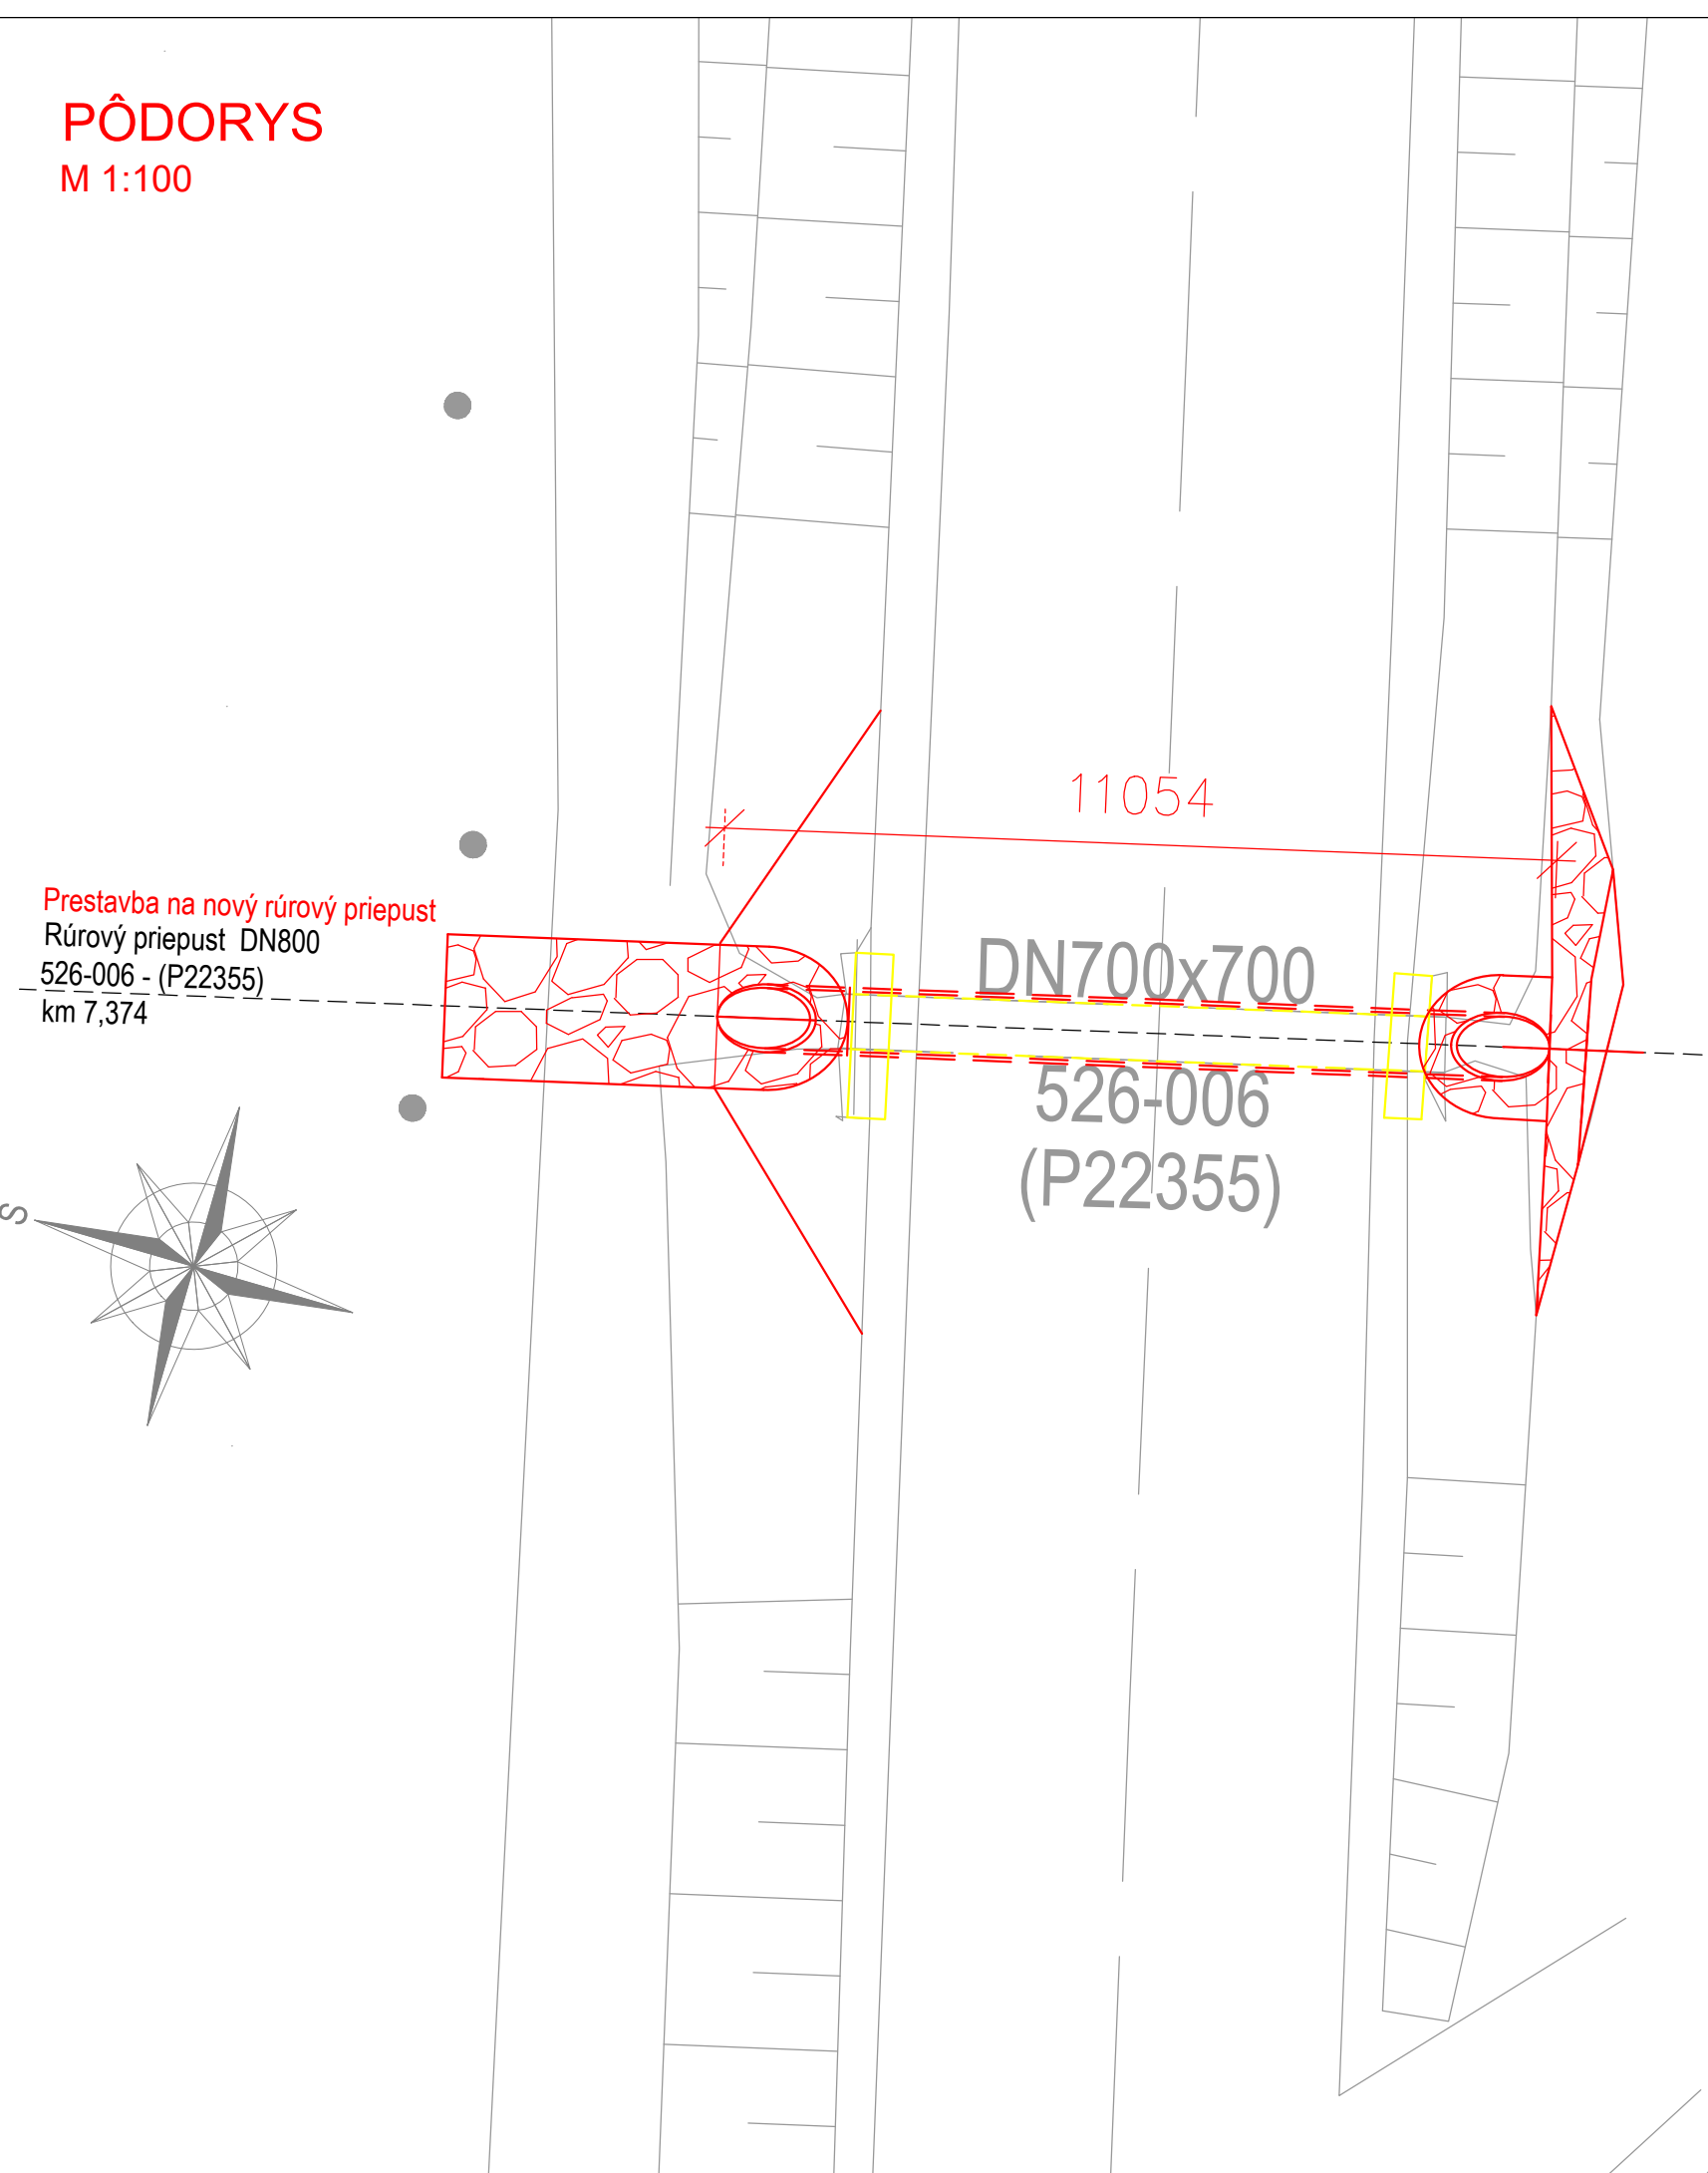 PÔDORYS
M 1:100
11054
Prestavba na nový rúrový priepust
Rúrový priepust DN800
526-006 - (P22355)
km 7,374
DN700x700
526-006
(P22355)
S